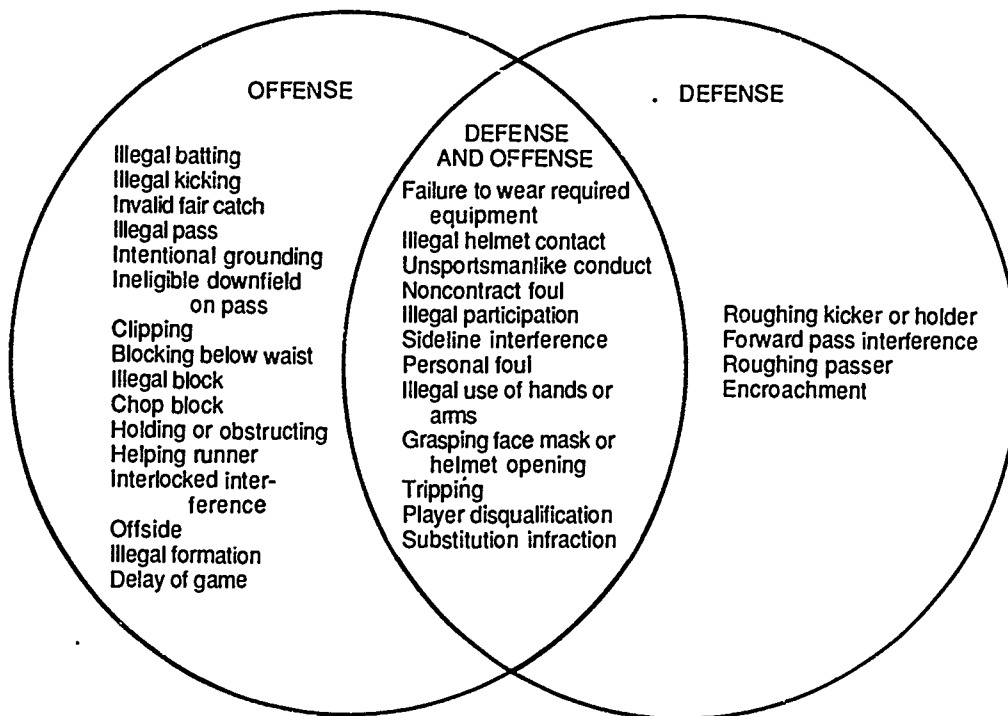 OFFENSE
Illegal batting
Illegal kicking
Invalid fair catch
Illegal pass
Intentional grounding
Ineligible downfield
on pass
Clipping
Blocking below waist
Illegal block
Chop block
Holding or obstructing
Helping runner
Interlocked inter-
ference
Offside
Illegal formation
Delay of game
DEFENSE
AND OFFENSE
Failure to wear required
equipment
Illegal helmet contact
Unsportsmanlike conduct
Noncontract foul
Illegal participation
Sideline interference
Personal foul
Illegal use of hands or
arms
Grasping face mask or
helmet opening
Tripping
Player disqualification
Substitution infraction
DEFENSE
Roughing kicker or holder
Forward pass interference
Roughing passer
Encroachment